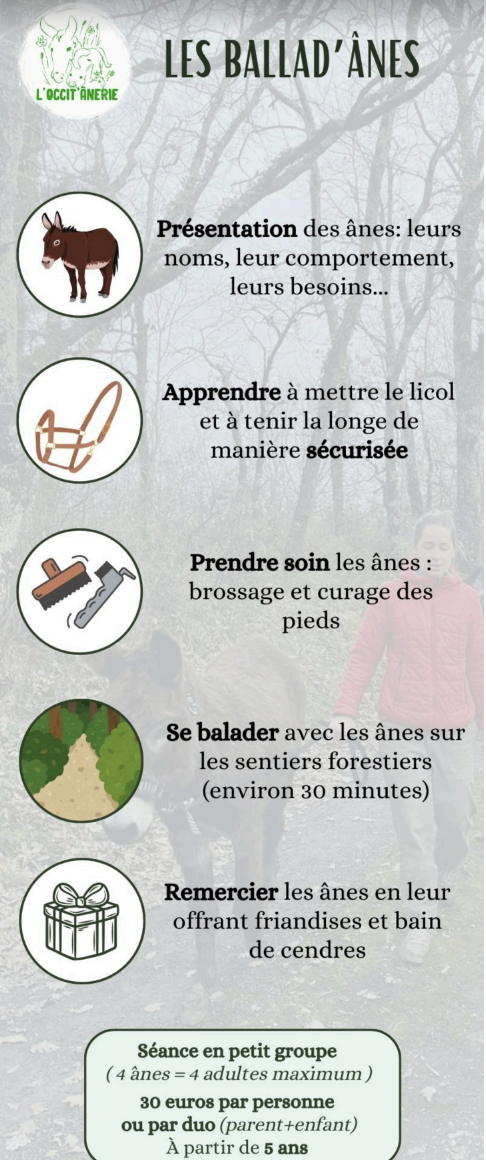 L'OCCIT'ÂNERIE
LES BALLAD'ÂNES
Présentation des ânes: leurs
noms, leur comportement,
leurs besoins...
Apprendre à mettre le licol
et à tenir la longe de
manière sécurisée
Prendre soin les ânes :
brossage et curage des
pieds
Se balader avec les ânes sur
les sentiers forestiers
(environ 30 minutes)
Remercier les ânes en leur
offrant friandises et bain
de cendres
Séance en petit groupe
( 4 ânes = 4 adultes maximum )
30 euros par personne
ou par duo (parent+enfant)
À partir de 5 ans